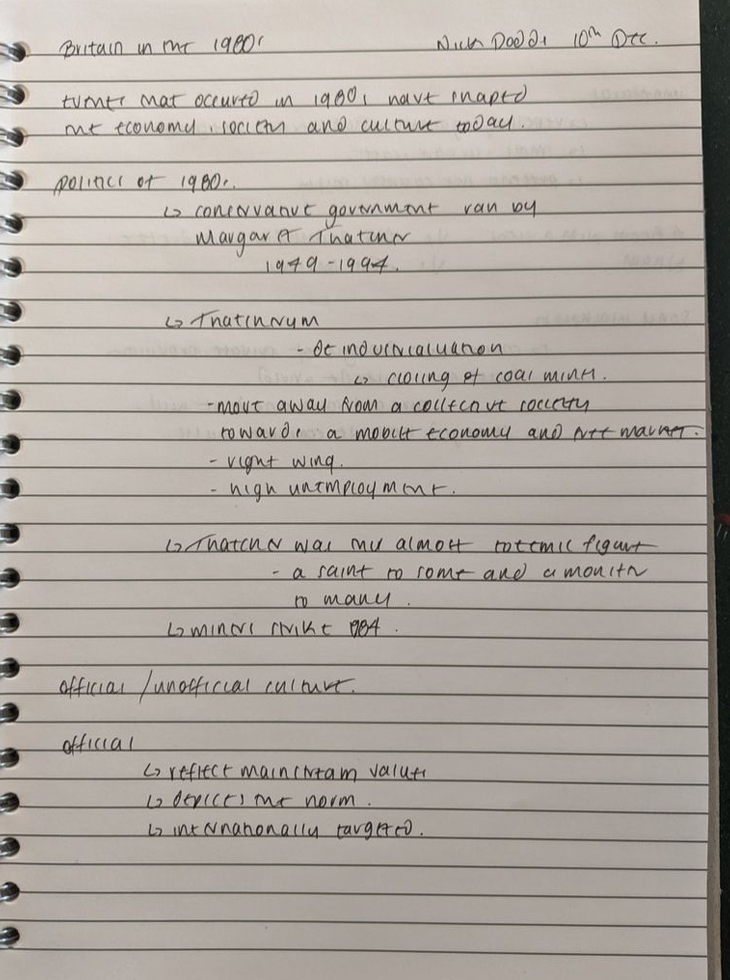 Britain in the 1980s Nick Dodds 10th Dec.
events that occured in 1980s have shaped
the economy, society and culture today.
politics of 1980s.
↳ conservative government ran by
Margaret Thatcher
1979-1994.
↳ Thatcherism
- de industrialisation
↳ closing of coal mines.
- move away from a collective society
towards a mobile economy and free market.
- right wing.
- high unemployment.
↳ Thatcher was this almost totemic figure
- a saint to some and a monster
to many.
↳ miners strike 1984.
official / unofficial culture.
official
↳ reflect mainstream values
↳ depicts the norm.
↳ internationally targeted.